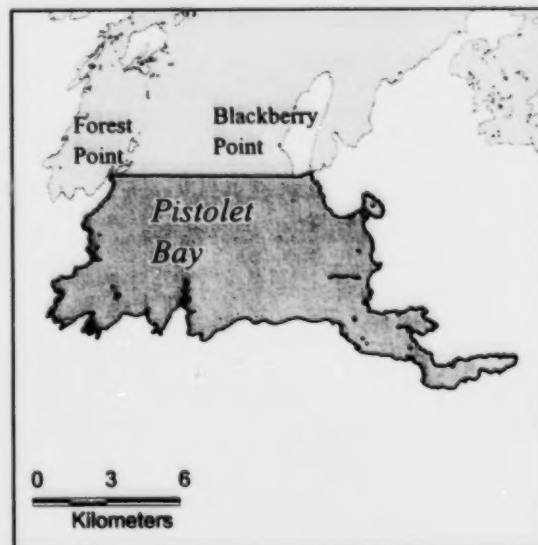 Forest
Point
Blackberry
Point
Pistolet
Bay
0 3 6
Kilometers